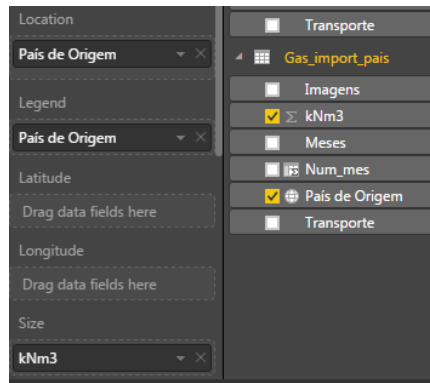 Location
País de Origem
Legend
País de Origem
Latitude
Drag data fields here
Longitude
Drag data fields here
Size
kNm3
Transporte
Gas_import_pais
Imagens
Σ kNm3
Meses
Num_mes
País de Origem
Transporte